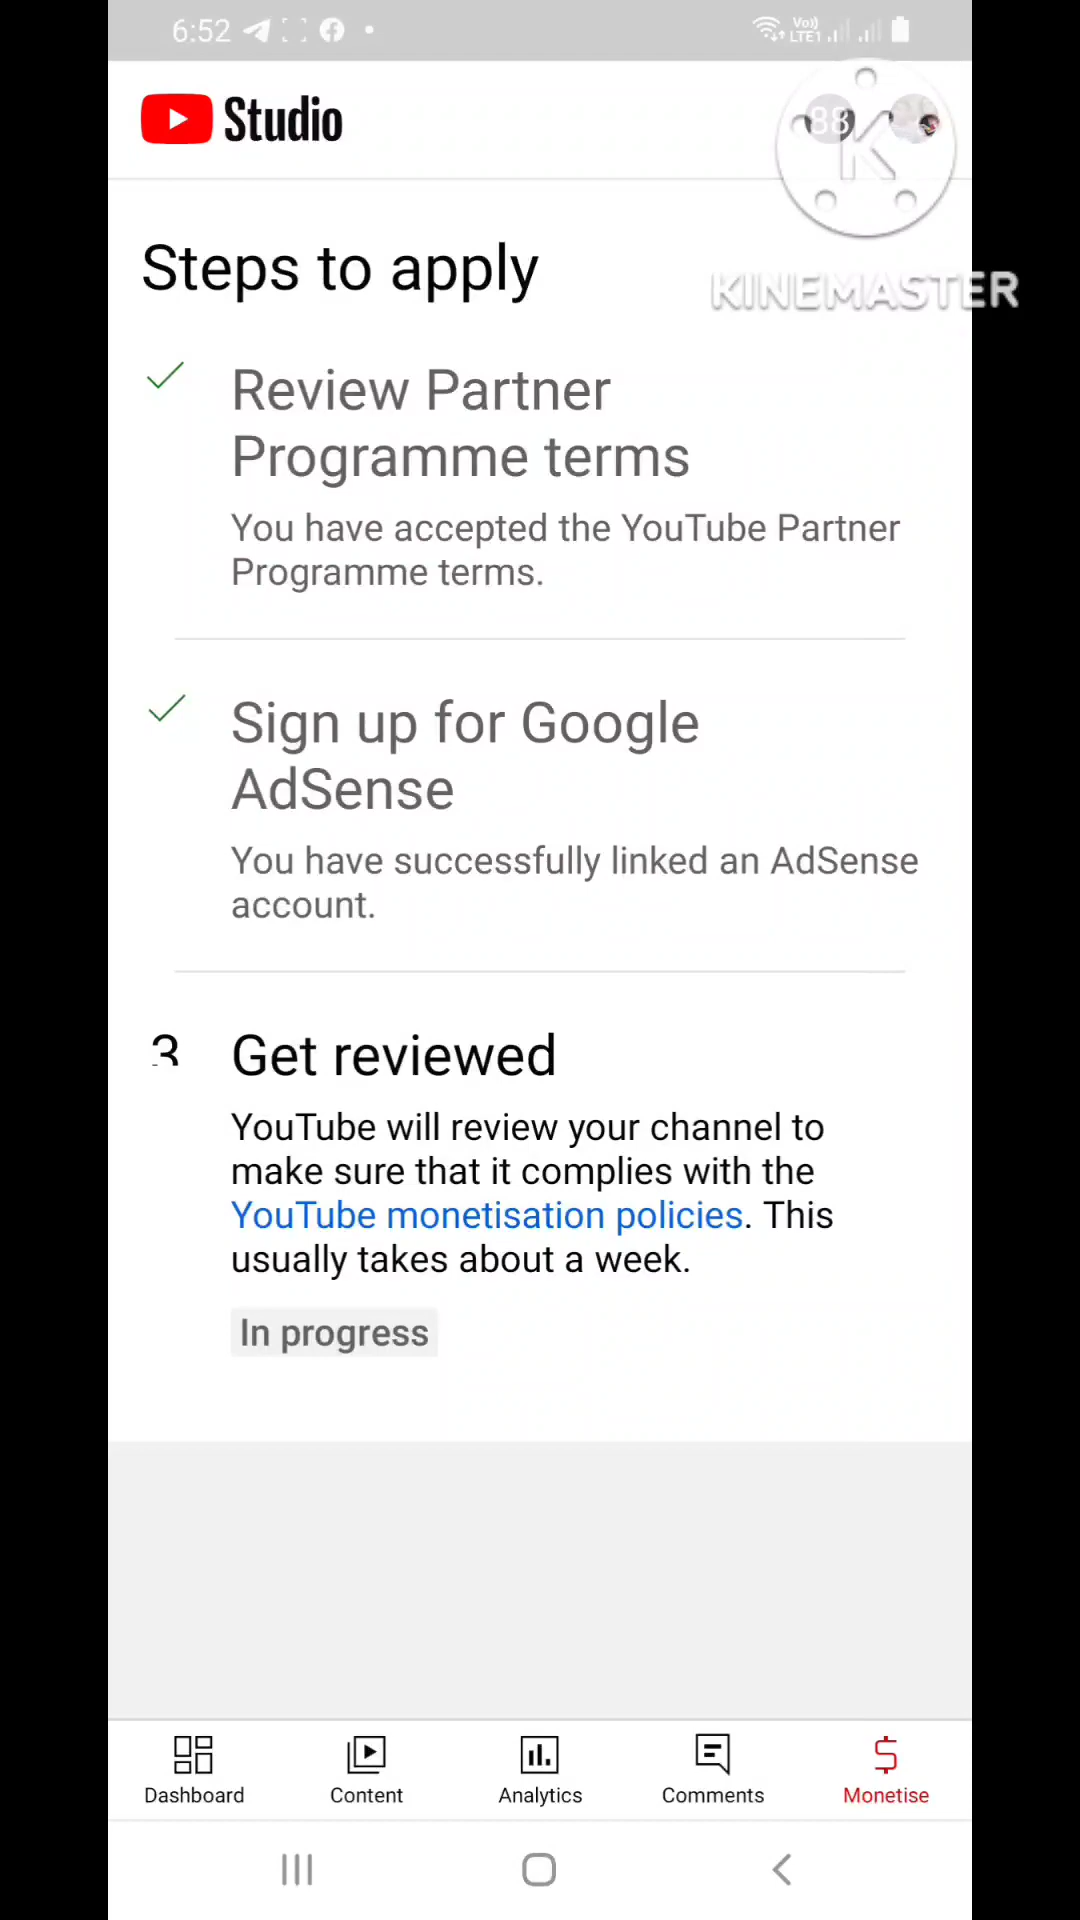 6:52
Vo))
LTE1
Studio
88
K
KINEMASTER
Steps to apply
Review Partner
Programme terms
You have accepted the YouTube Partner
Programme terms.
Sign up for Google
AdSense
You have successfully linked an AdSense
account.
3 Get reviewed
YouTube will review your channel to
make sure that it complies with the
YouTube monetisation policies. This
usually takes about a week.
In progress
Dashboard Content Analytics Comments Monetise